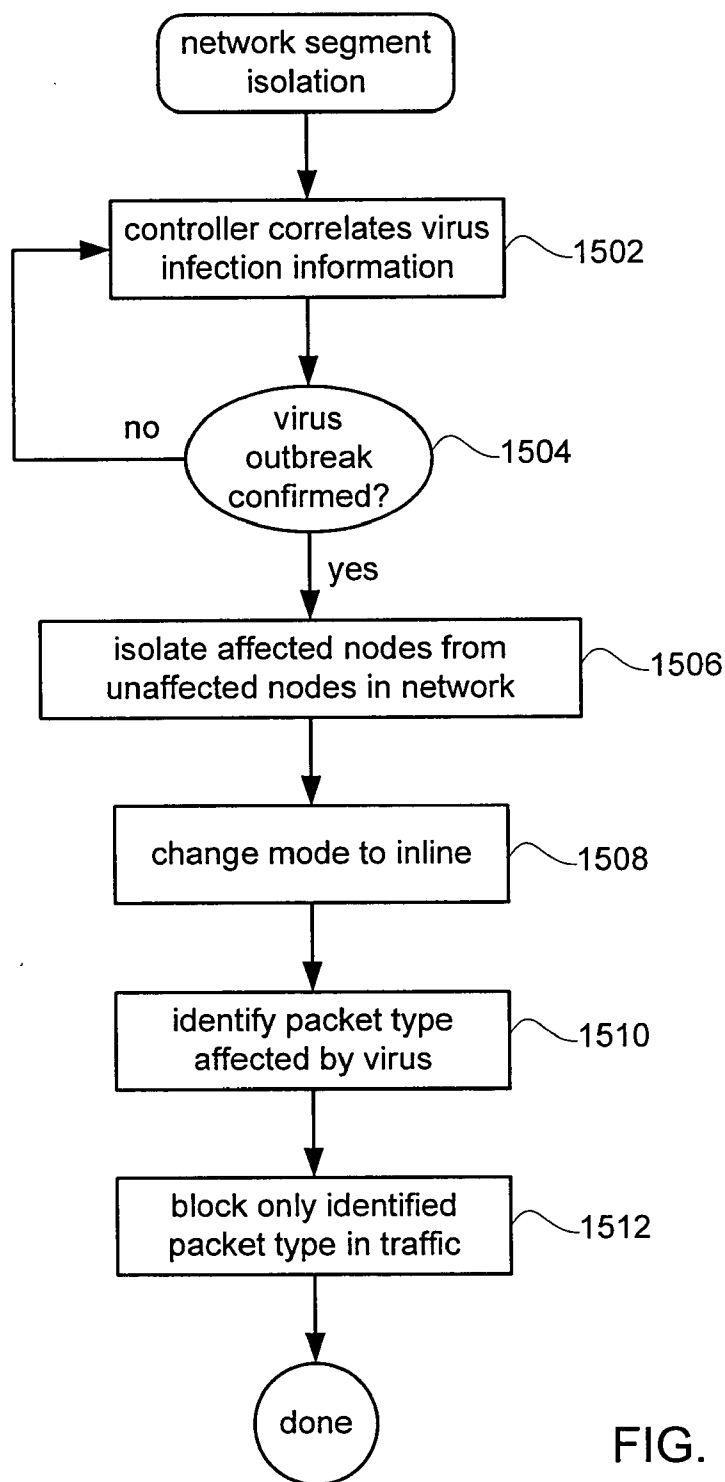 network segment
isolation
controller correlates virus
infection information
1502
no
virus
outbreak
confirmed?
1504
yes
isolate affected nodes from
unaffected nodes in network
1506
change mode to inline
1508
identify packet type
affected by virus
1510
block only identified
packet type in traffic
1512
done
FIG.